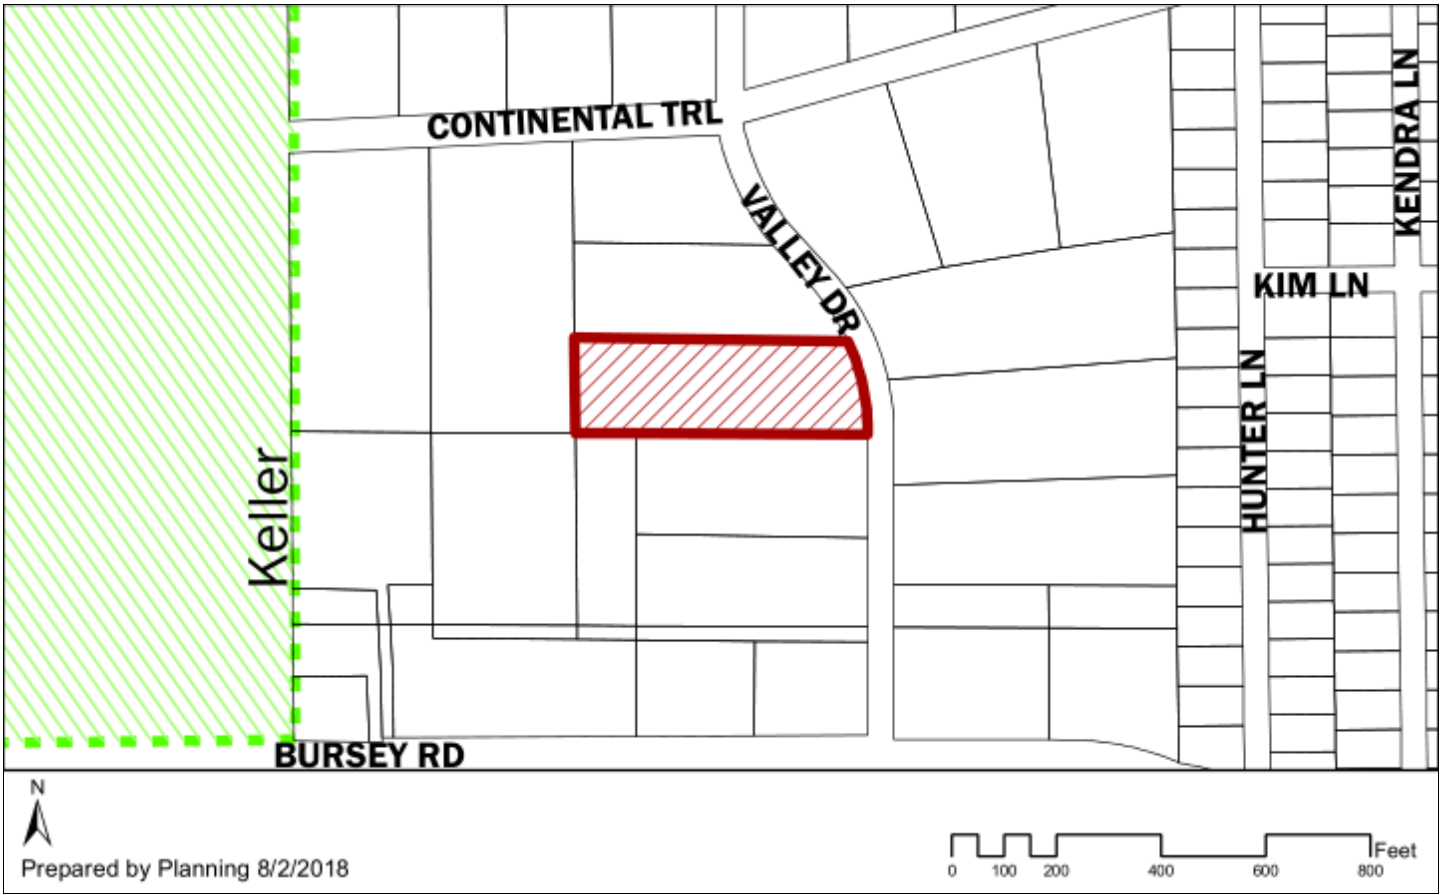 CONTINENTAL TRL
VALLEY DR
KENDRA LN
KIM LN
HUNTER LN
Keller
BURSEY RD
N
Prepared by Planning 8/2/2018
Feet
0 100 200 400 600 800